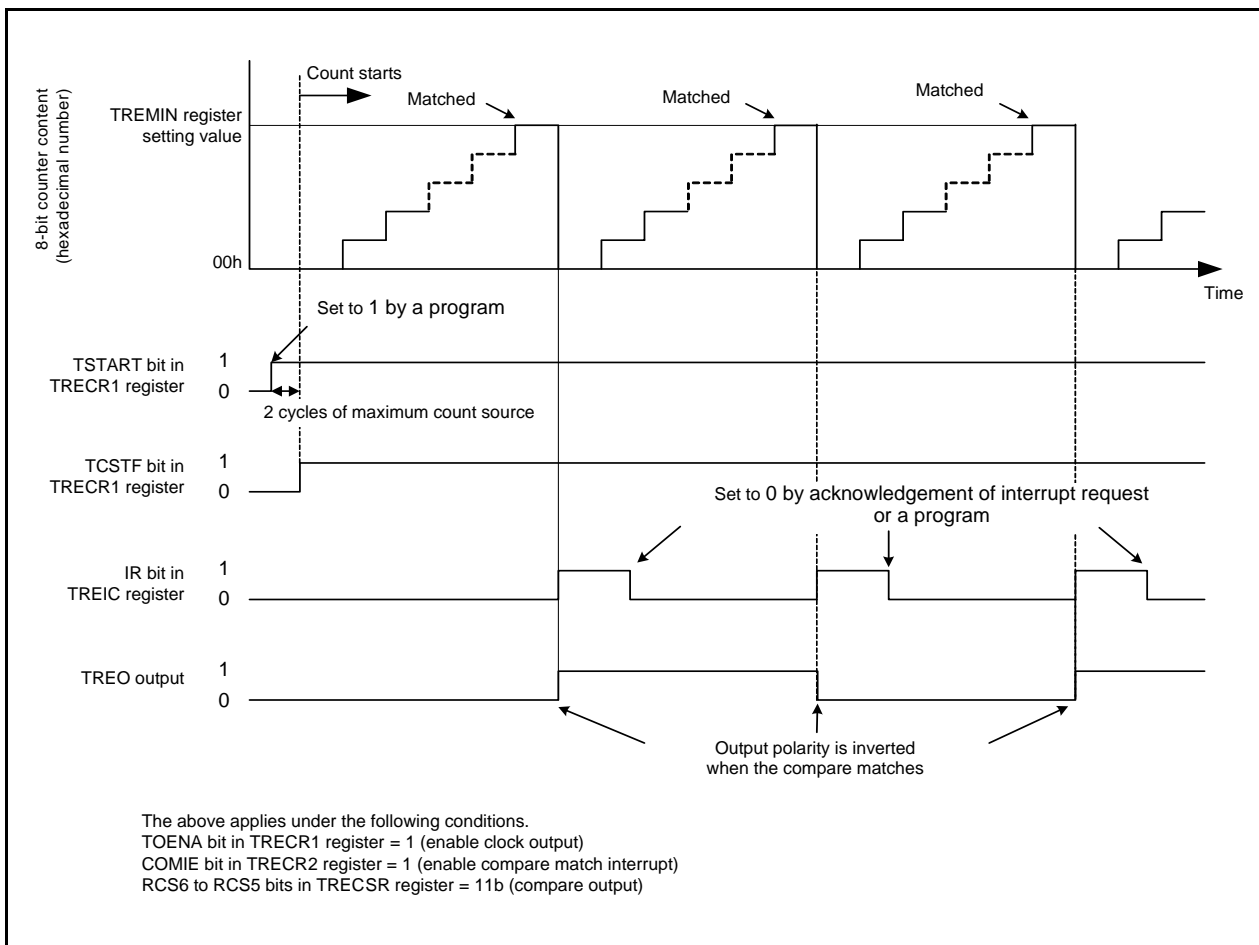 8-bit counter content
(hexadecimal number)
Count starts
Matched
Matched
Matched
TREMIN register
setting value
00h
Time
Set to 1 by a program
TSTART bit in
TRECR1 register
1
0
2 cycles of maximum count source
TCSTF bit in
TRECR1 register
1
0
Set to 0 by acknowledgement of interrupt request
or a program
IR bit in
TREIC register
1
0
TREO output
1
0
Output polarity is inverted
when the compare matches
The above applies under the following conditions.
TOENA bit in TRECR1 register = 1 (enable clock output)
COMIE bit in TRECR2 register = 1 (enable compare match interrupt)
RCS6 to RCS5 bits in TRECSR register = 11b (compare output)